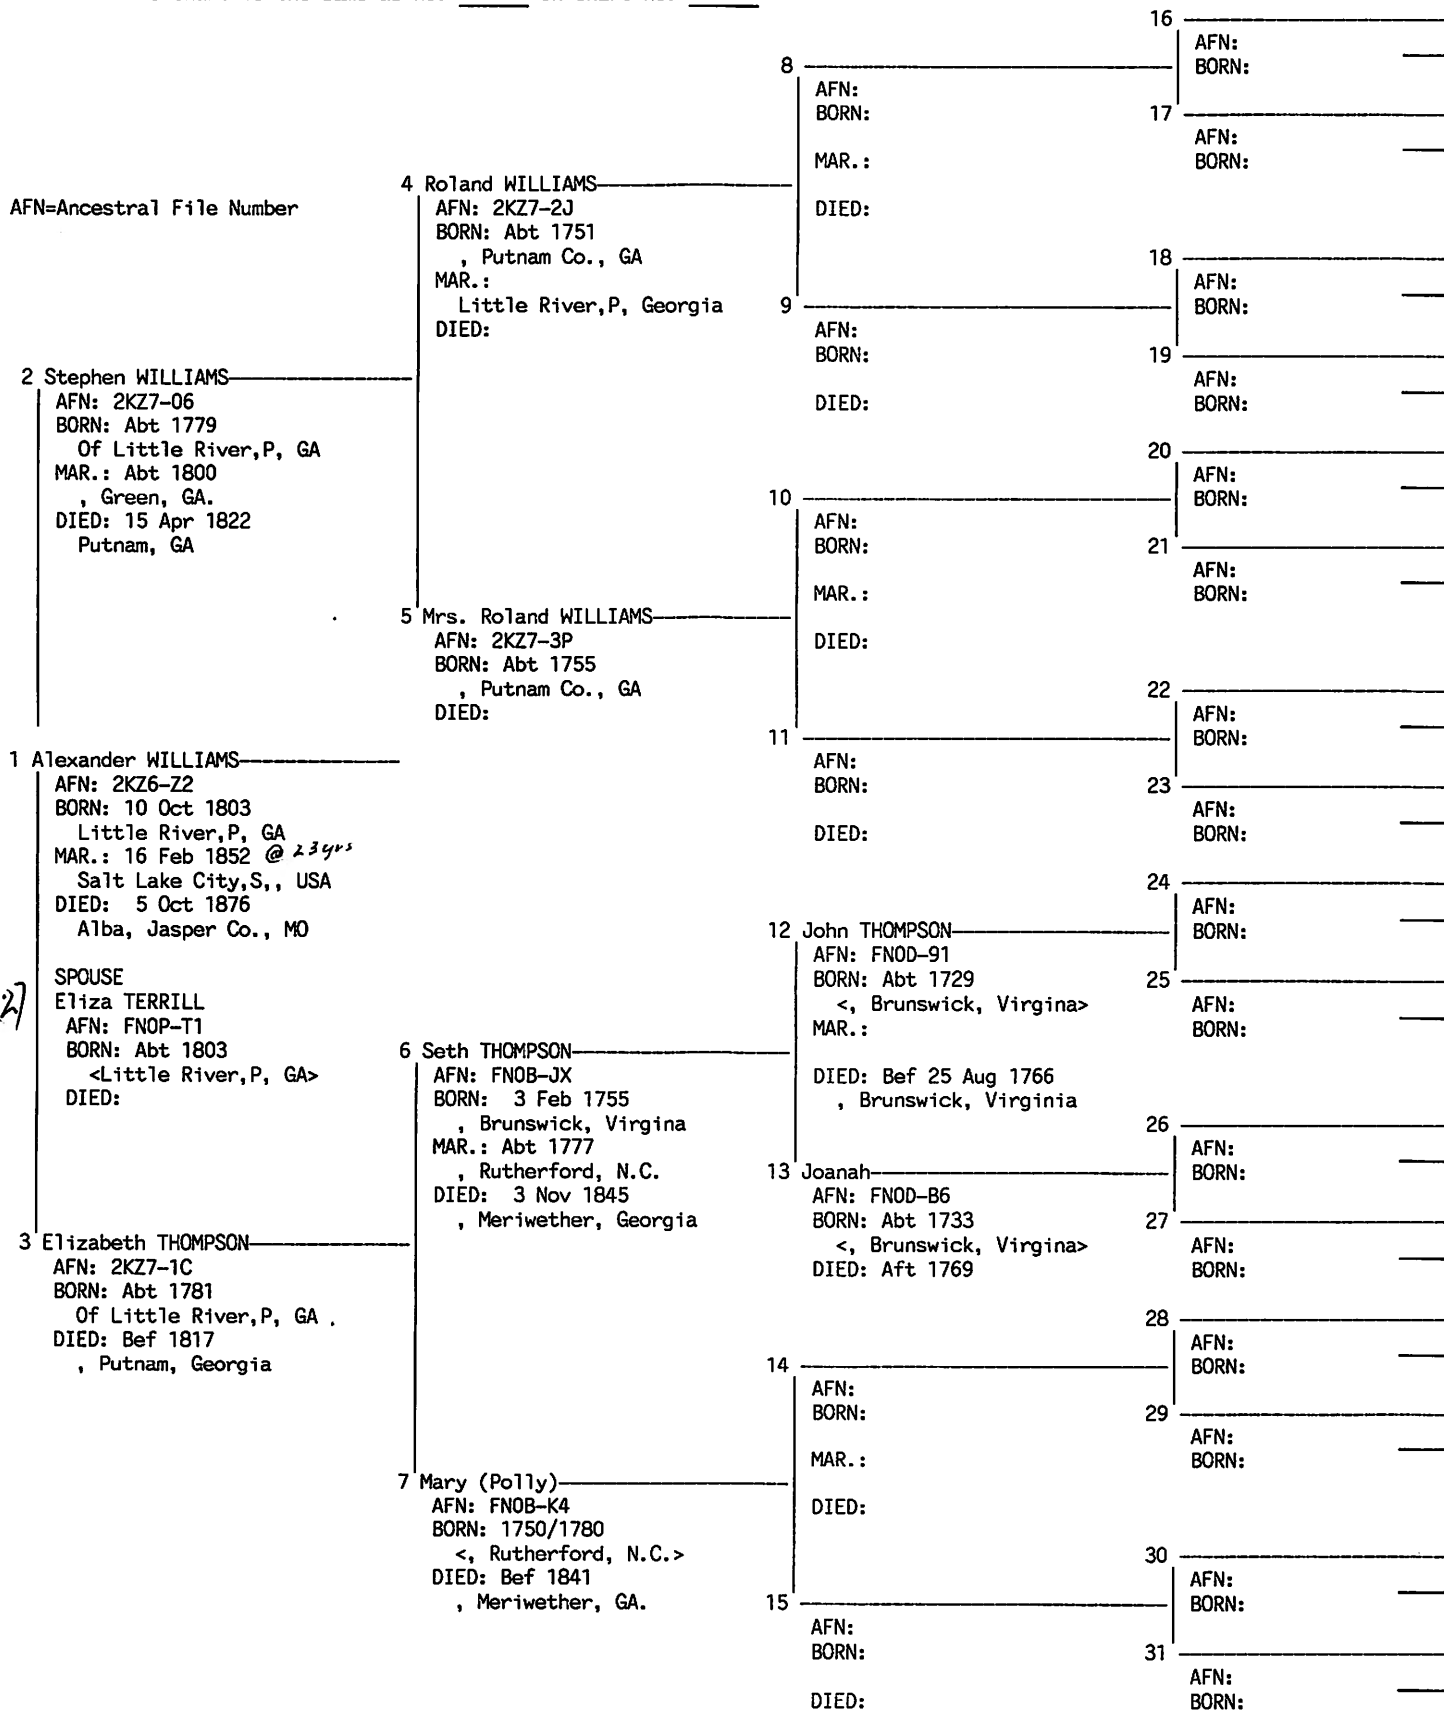 AFN=Ancestral File Number
1 Alexander WILLIAMS
AFN: 2KZ6-Z2
BORN: 10 Oct 1803
Little River,P, GA
MAR.: 16 Feb 1852 @ 23yrs
Salt Lake City,S,, USA
DIED: 5 Oct 1876
Alba, Jasper Co., MO
SPOUSE
Eliza TERRILL
AFN: FN0P-T1
BORN: Abt 1803
<Little River,P, GA>
DIED:
2 Stephen WILLIAMS
AFN: 2KZ7-06
BORN: Abt 1779
Of Little River,P, GA
MAR.: Abt 1800
, Green, GA.
DIED: 15 Apr 1822
Putnam, GA
3 Elizabeth THOMPSON
AFN: 2KZ7-1C
BORN: Abt 1781
Of Little River,P, GA .
DIED: Bef 1817
, Putnam, Georgia
4 Roland WILLIAMS
AFN: 2KZ7-2J
BORN: Abt 1751
, Putnam Co., GA
MAR.:
Little River,P, Georgia
DIED:
5 Mrs. Roland WILLIAMS
AFN: 2KZ7-3P
BORN: Abt 1755
, Putnam Co., GA
DIED:
6 Seth THOMPSON
AFN: FN0B-JX
BORN: 3 Feb 1755
, Brunswick, Virgina
MAR.: Abt 1777
, Rutherford, N.C.
DIED: 3 Nov 1845
, Meriwether, Georgia
7 Mary (Polly)
AFN: FN0B-K4
BORN: 1750/1780
<, Rutherford, N.C.>
DIED: Bef 1841
, Meriwether, GA.
8
AFN:
BORN:
MAR.:
DIED:
9
AFN:
BORN:
DIED:
10
AFN:
BORN:
MAR.:
DIED:
11
AFN:
BORN:
DIED:
12 John THOMPSON
AFN: FN0D-91
BORN: Abt 1729
<, Brunswick, Virgina>
MAR.:
DIED: Bef 25 Aug 1766
, Brunswick, Virginia
13 Joanah
AFN: FN0D-B6
BORN: Abt 1733
<, Brunswick, Virgina>
DIED: Aft 1769
14
AFN:
BORN:
MAR.:
DIED:
15
AFN:
BORN:
DIED:
16
AFN:
BORN:
17
AFN:
BORN:
18
AFN:
BORN:
19
AFN:
BORN:
20
AFN:
BORN:
21
AFN:
BORN:
22
AFN:
BORN:
23
AFN:
BORN:
24
AFN:
BORN:
25
AFN:
BORN:
26
AFN:
BORN:
27
AFN:
BORN:
28
AFN:
BORN:
29
AFN:
BORN:
30
AFN:
BORN:
31
AFN:
BORN: